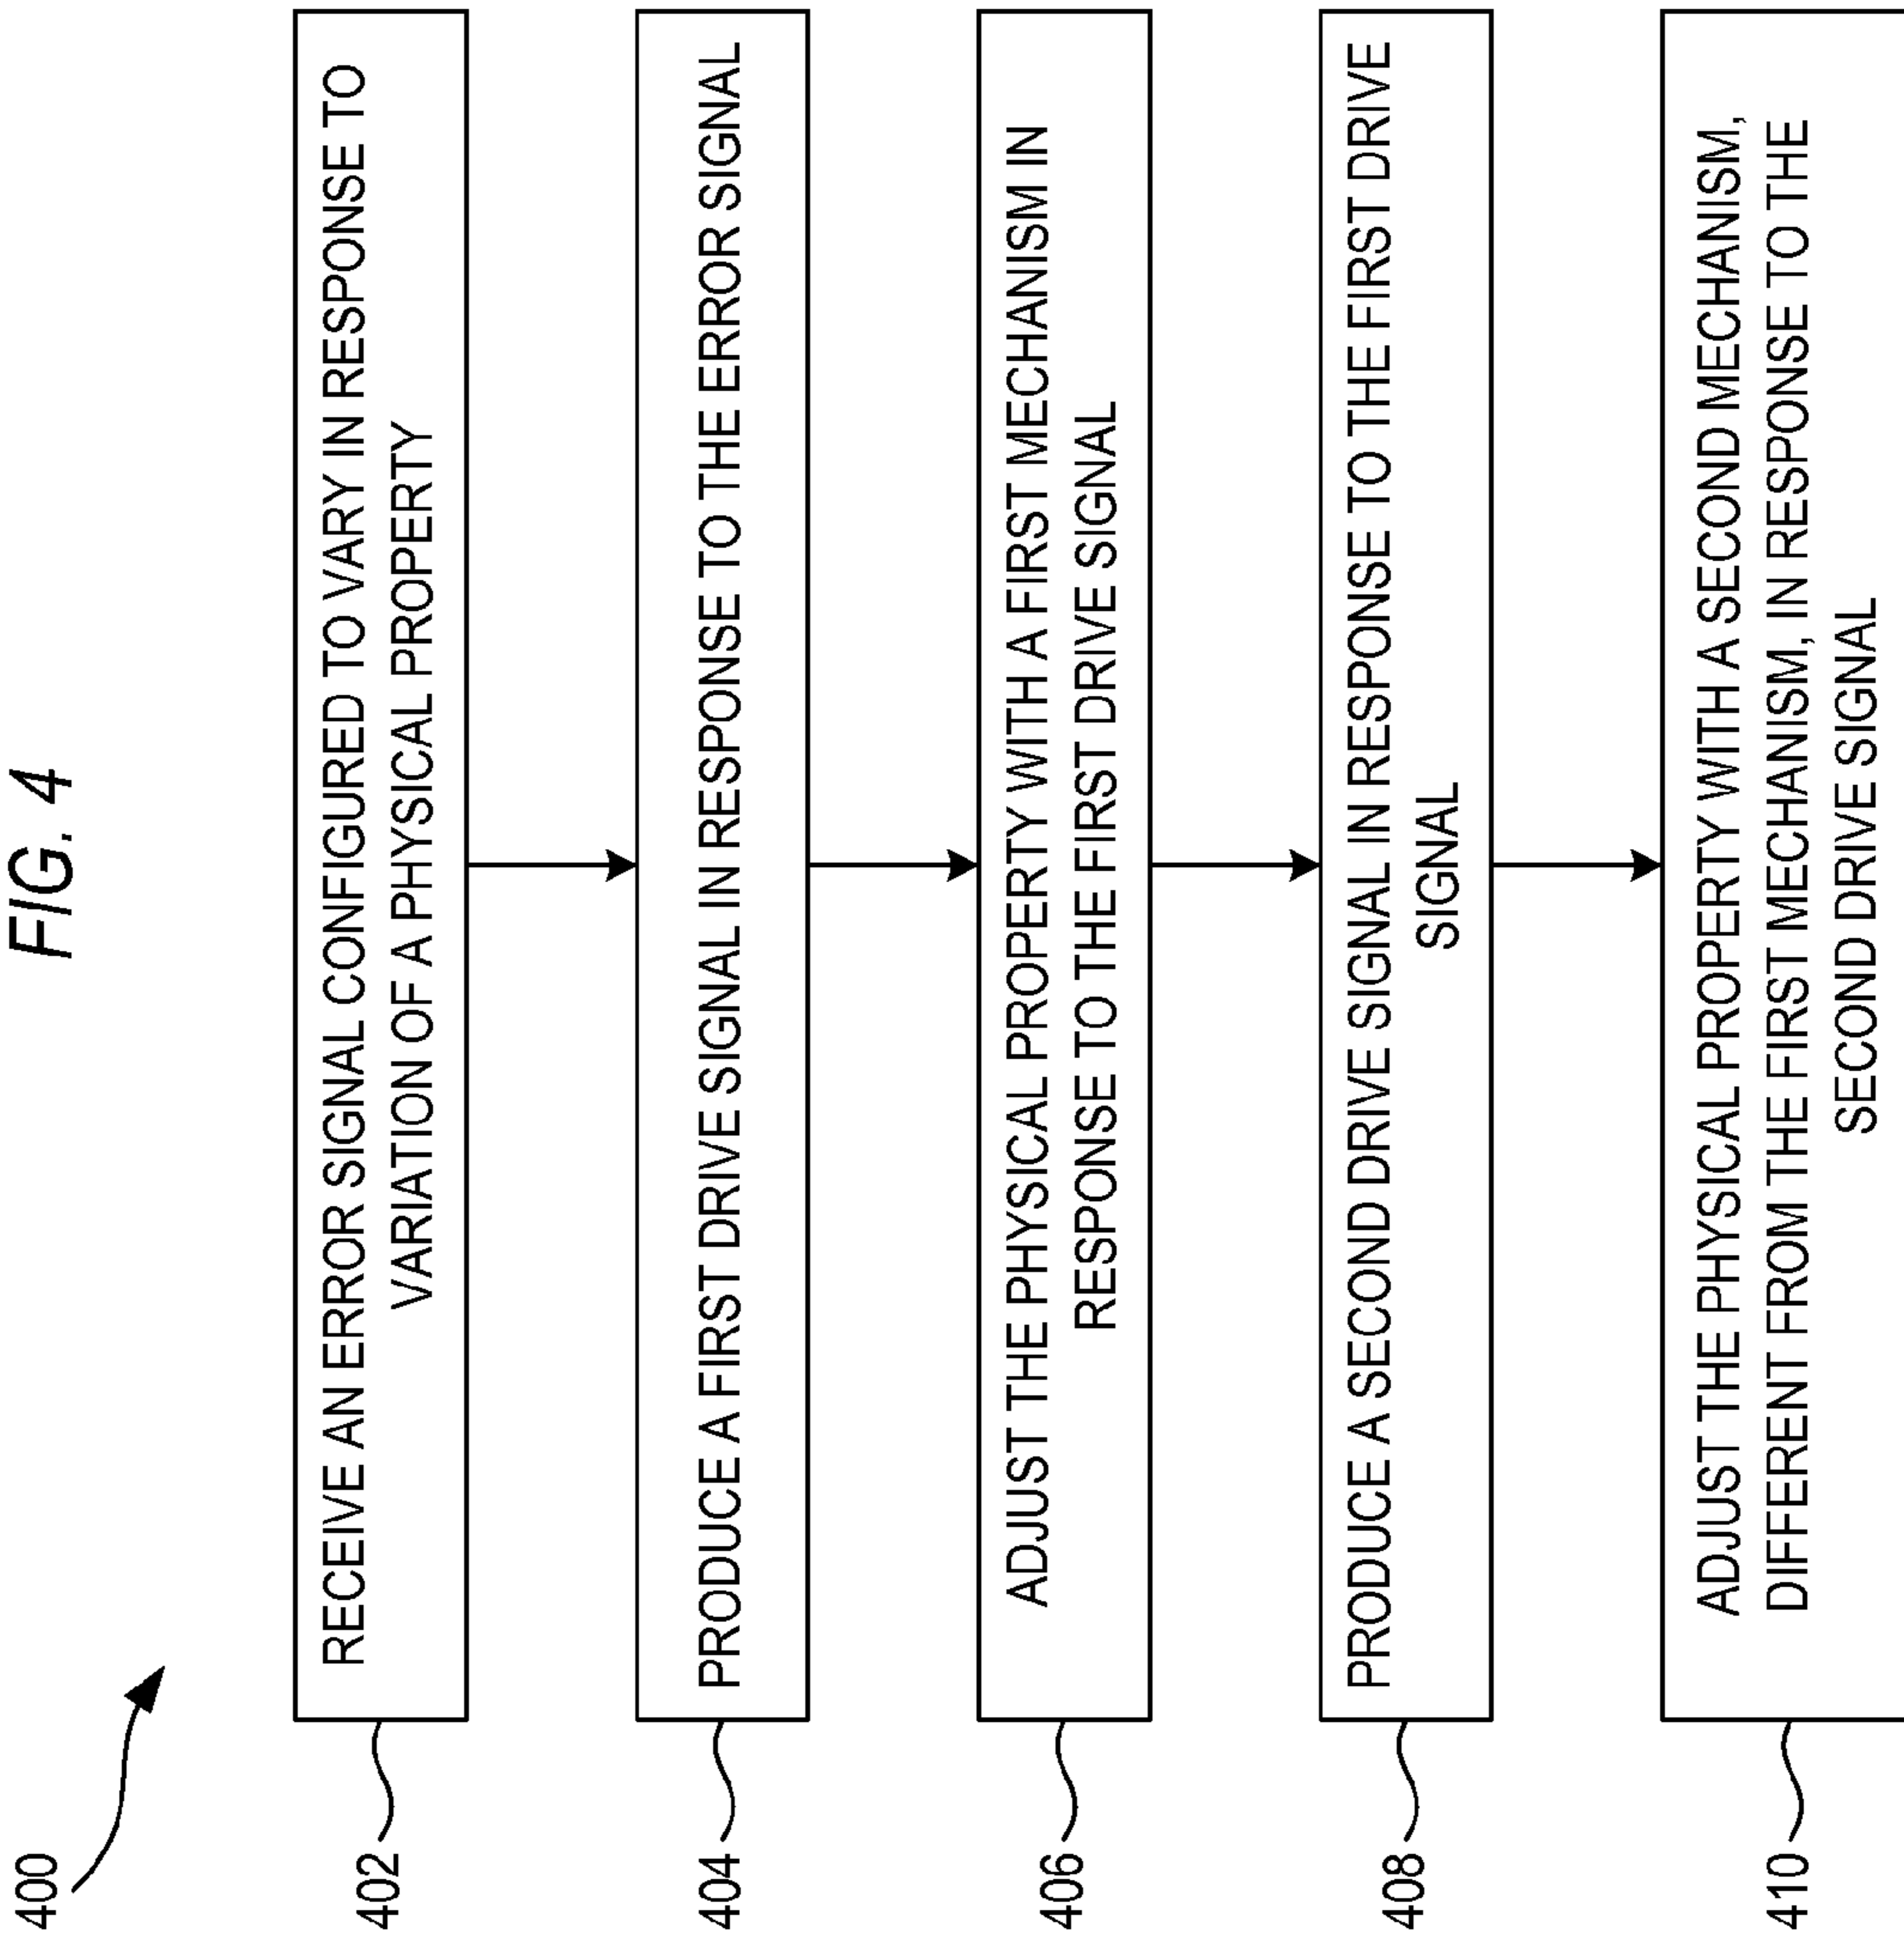 FIG. 4
400
402
RECEIVE AN ERROR SIGNAL CONFIGURED TO VARY IN RESPONSE TO
VARIATION OF A PHYSICAL PROPERTY
404
PRODUCE A FIRST DRIVE SIGNAL IN RESPONSE TO THE ERROR SIGNAL
406
ADJUST THE PHYSICAL PROPERTY WITH A FIRST MECHANISM IN
RESPONSE TO THE FIRST DRIVE SIGNAL
408
PRODUCE A SECOND DRIVE SIGNAL IN RESPONSE TO THE FIRST DRIVE
SIGNAL
410
ADJUST THE PHYSICAL PROPERTY WITH A SECOND MECHANISM,
DIFFERENT FROM THE FIRST MECHANISM, IN RESPONSE TO THE
SECOND DRIVE SIGNAL